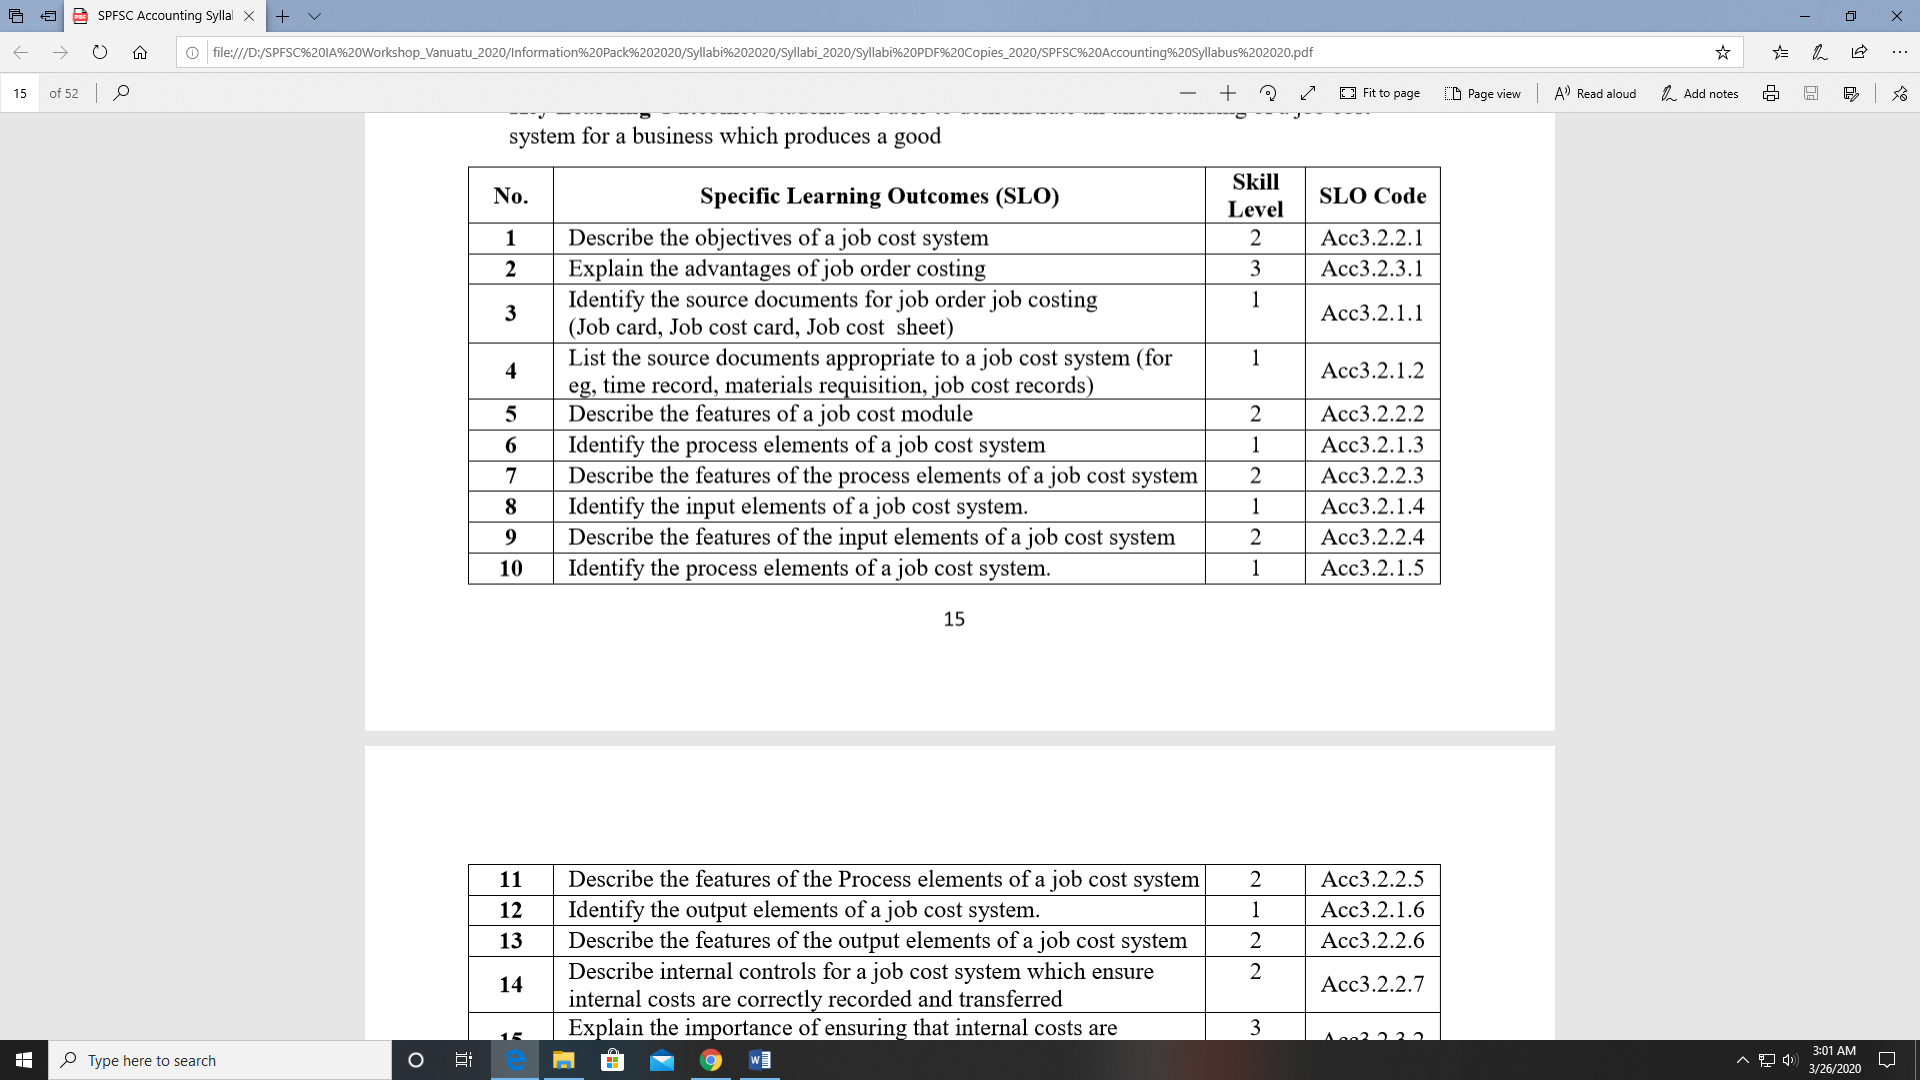 SPFSC Accounting Sylla
file:///D:/SPFSC%20IA%20Workshop_Vanuatu_2020/Information%20Pack%202020/Syllabi%202020/Syllabi_2020/Syllabi%20PDF%20Copies_2020/SPFSC%20Accounting%20Syllabus%202020.pdf
15 of 52 Fit to page Page view Read aloud Add notes
system for a business which produces a good
No. Specific Learning Outcomes (SLO) Skill Level SLO Code
1 Describe the objectives of a job cost system 2 Acc3.2.2.1
2 Explain the advantages of job order costing 3 Acc3.2.3.1
3 Identify the source documents for job order job costing 1 Acc3.2.1.1
(Job card, Job cost card, Job cost sheet)
4 List the source documents appropriate to a job cost system (for 1 Acc3.2.1.2
eg, time record, materials requisition, job cost records)
5 Describe the features of a job cost module 2 Acc3.2.2.2
6 Identify the process elements of a job cost system 1 Acc3.2.1.3
7 Describe the features of the process elements of a job cost system 2 Acc3.2.2.3
8 Identify the input elements of a job cost system. 1 Acc3.2.1.4
9 Describe the features of the input elements of a job cost system 2 Acc3.2.2.4
10 Identify the process elements of a job cost system. 1 Acc3.2.1.5
15
11 Describe the features of the Process elements of a job cost system 2 Acc3.2.2.5
12 Identify the output elements of a job cost system. 1 Acc3.2.1.6
13 Describe the features of the output elements of a job cost system 2 Acc3.2.2.6
14 Describe internal controls for a job cost system which ensure 2 Acc3.2.2.7
internal costs are correctly recorded and transferred
15 Explain the importance of ensuring that internal costs are 3 Acc3.2.3.2
Type here to search
3:01 AM
3/26/2020